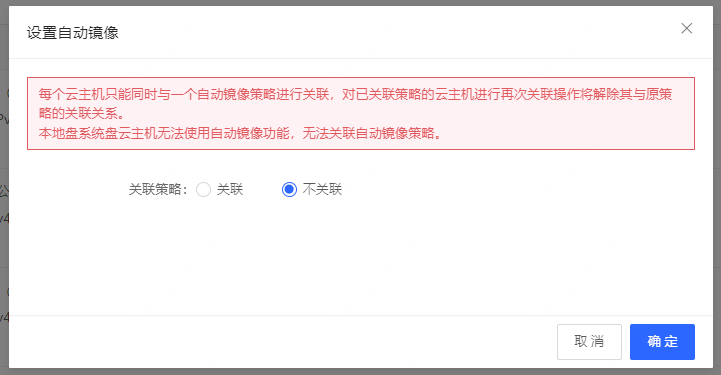 设置自动镜像
每个云主机只能同时与一个自动镜像策略进行关联，对已关联策略的云主机进行再次关联操作将解除其与原策
略的关联关系。
本地盘系统盘云主机无法使用自动镜像功能，无法关联自动镜像策略。
关联策略： 关联 不关联
取 消 确 定